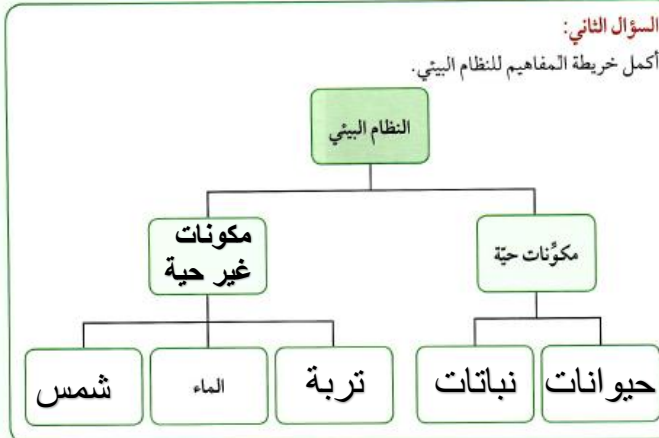 السؤال الثاني:
أكمل خريطة المفاهيم للنظام البيئي.
النظام البيئي
مكوِّنات حيّة
مكونات
غير حية
حيوانات
نباتات
تربة
الماء
شمس